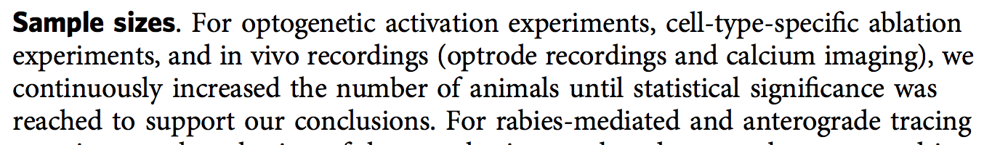 Sample sizes. For optogenetic activation experiments, cell-type-specific ablation
experiments, and in vivo recordings (optrode recordings and calcium imaging), we
continuously increased the number of animals until statistical significance was
reached to support our conclusions. For rabies-mediated and anterograde tracing